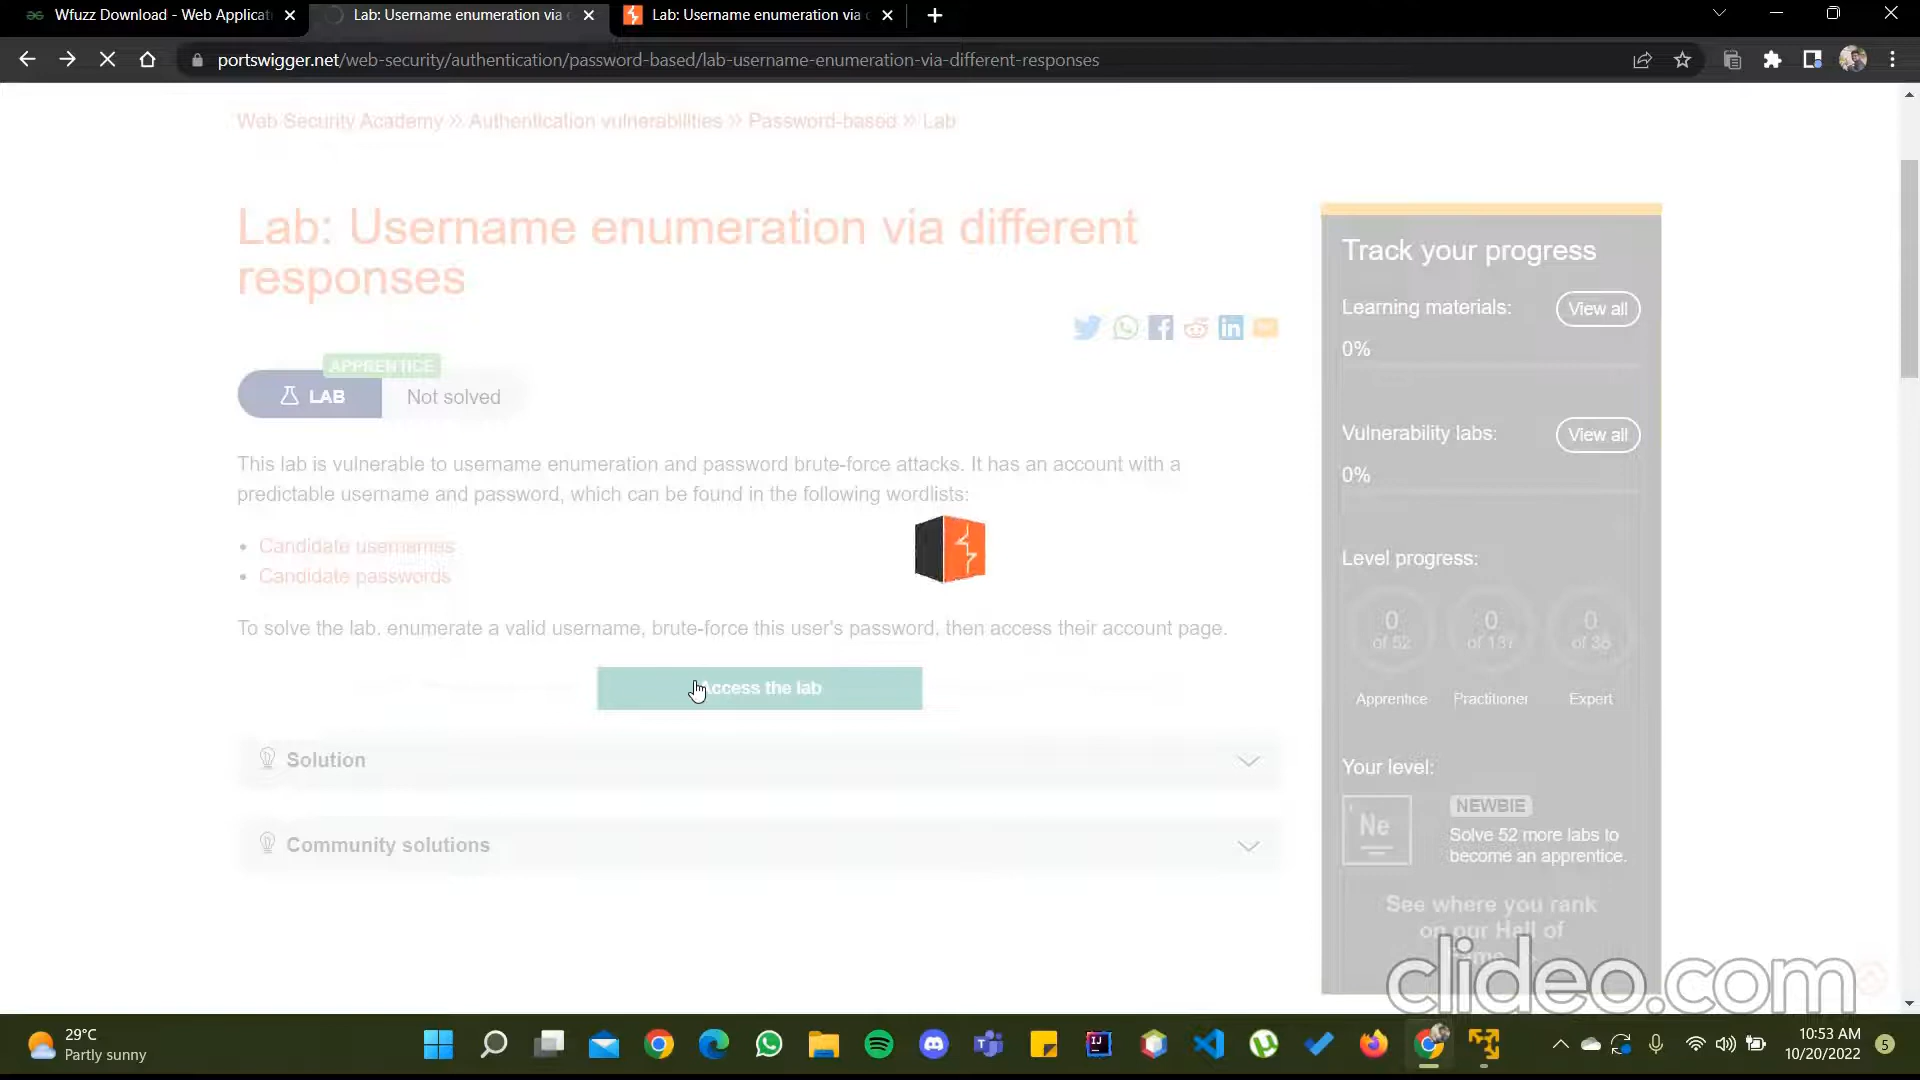 Wfuzz Download - Web Applicat
Lab: Username enumeration via d
Lab: Username enumeration via d
portswigger.net/web-security/authentication/password-based/lab-username-enumeration-via-different-responses
Web Security Academy » Authentication vulnerabilities » Password-based » Lab
Lab: Username enumeration via different
responses
APPRENTICE
LAB
Not solved
This lab is vulnerable to username enumeration and password brute-force attacks. It has an account with a
predictable username and password, which can be found in the following wordlists:
• Candidate usernames
• Candidate passwords
To solve the lab, enumerate a valid username, brute-force this user's password, then access their account page.
Access the lab
Solution
Community solutions
Track your progress
Learning materials:
View all
0%
Vulnerability labs:
View all
0%
Level progress:
0 0 0
of 52 of 137 of 36
Apprentice Practitioner Expert
Your level:
Ne
NEWBIE
Solve 52 more labs to
become an apprentice.
See where you rank
on our Hall of
clideo.com
29°C
Partly sunny
10:53 AM
10/20/2022
5